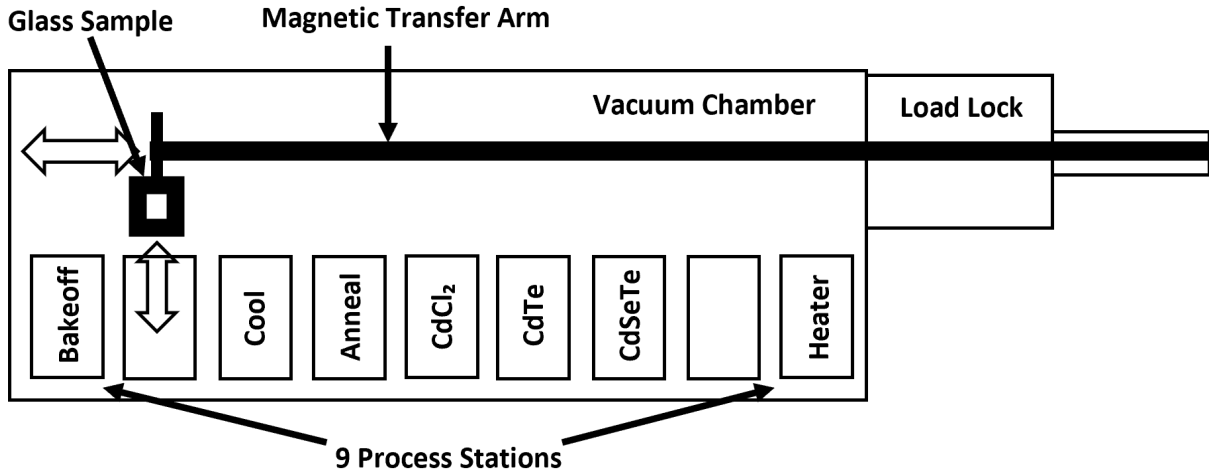 Glass Sample
Magnetic Transfer Arm
Vacuum Chamber
Load Lock
Bakeoff
Cool
Anneal
CdCl₂
CdTe
CdSeTe
Heater
9 Process Stations